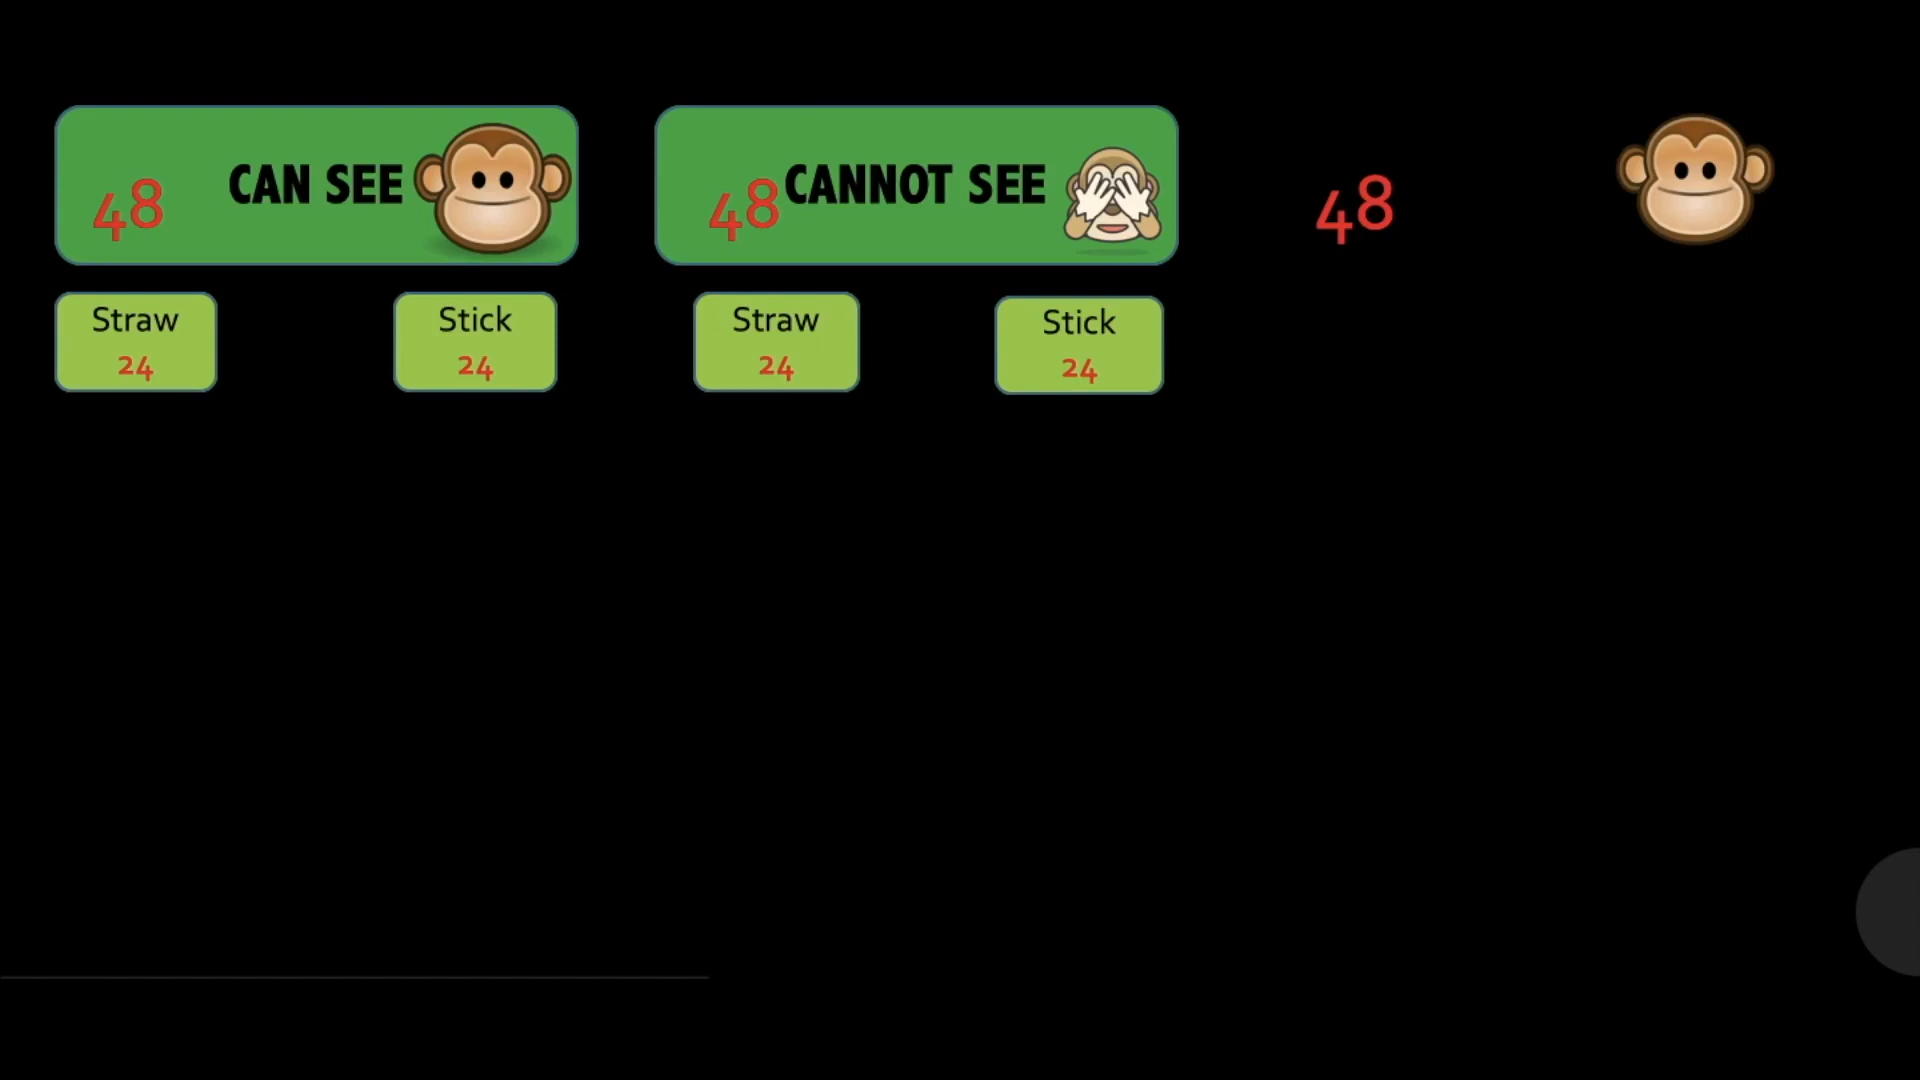 48 CAN SEE
48 CANNOT SEE
48
Straw
24
Stick
24
Straw
24
Stick
24